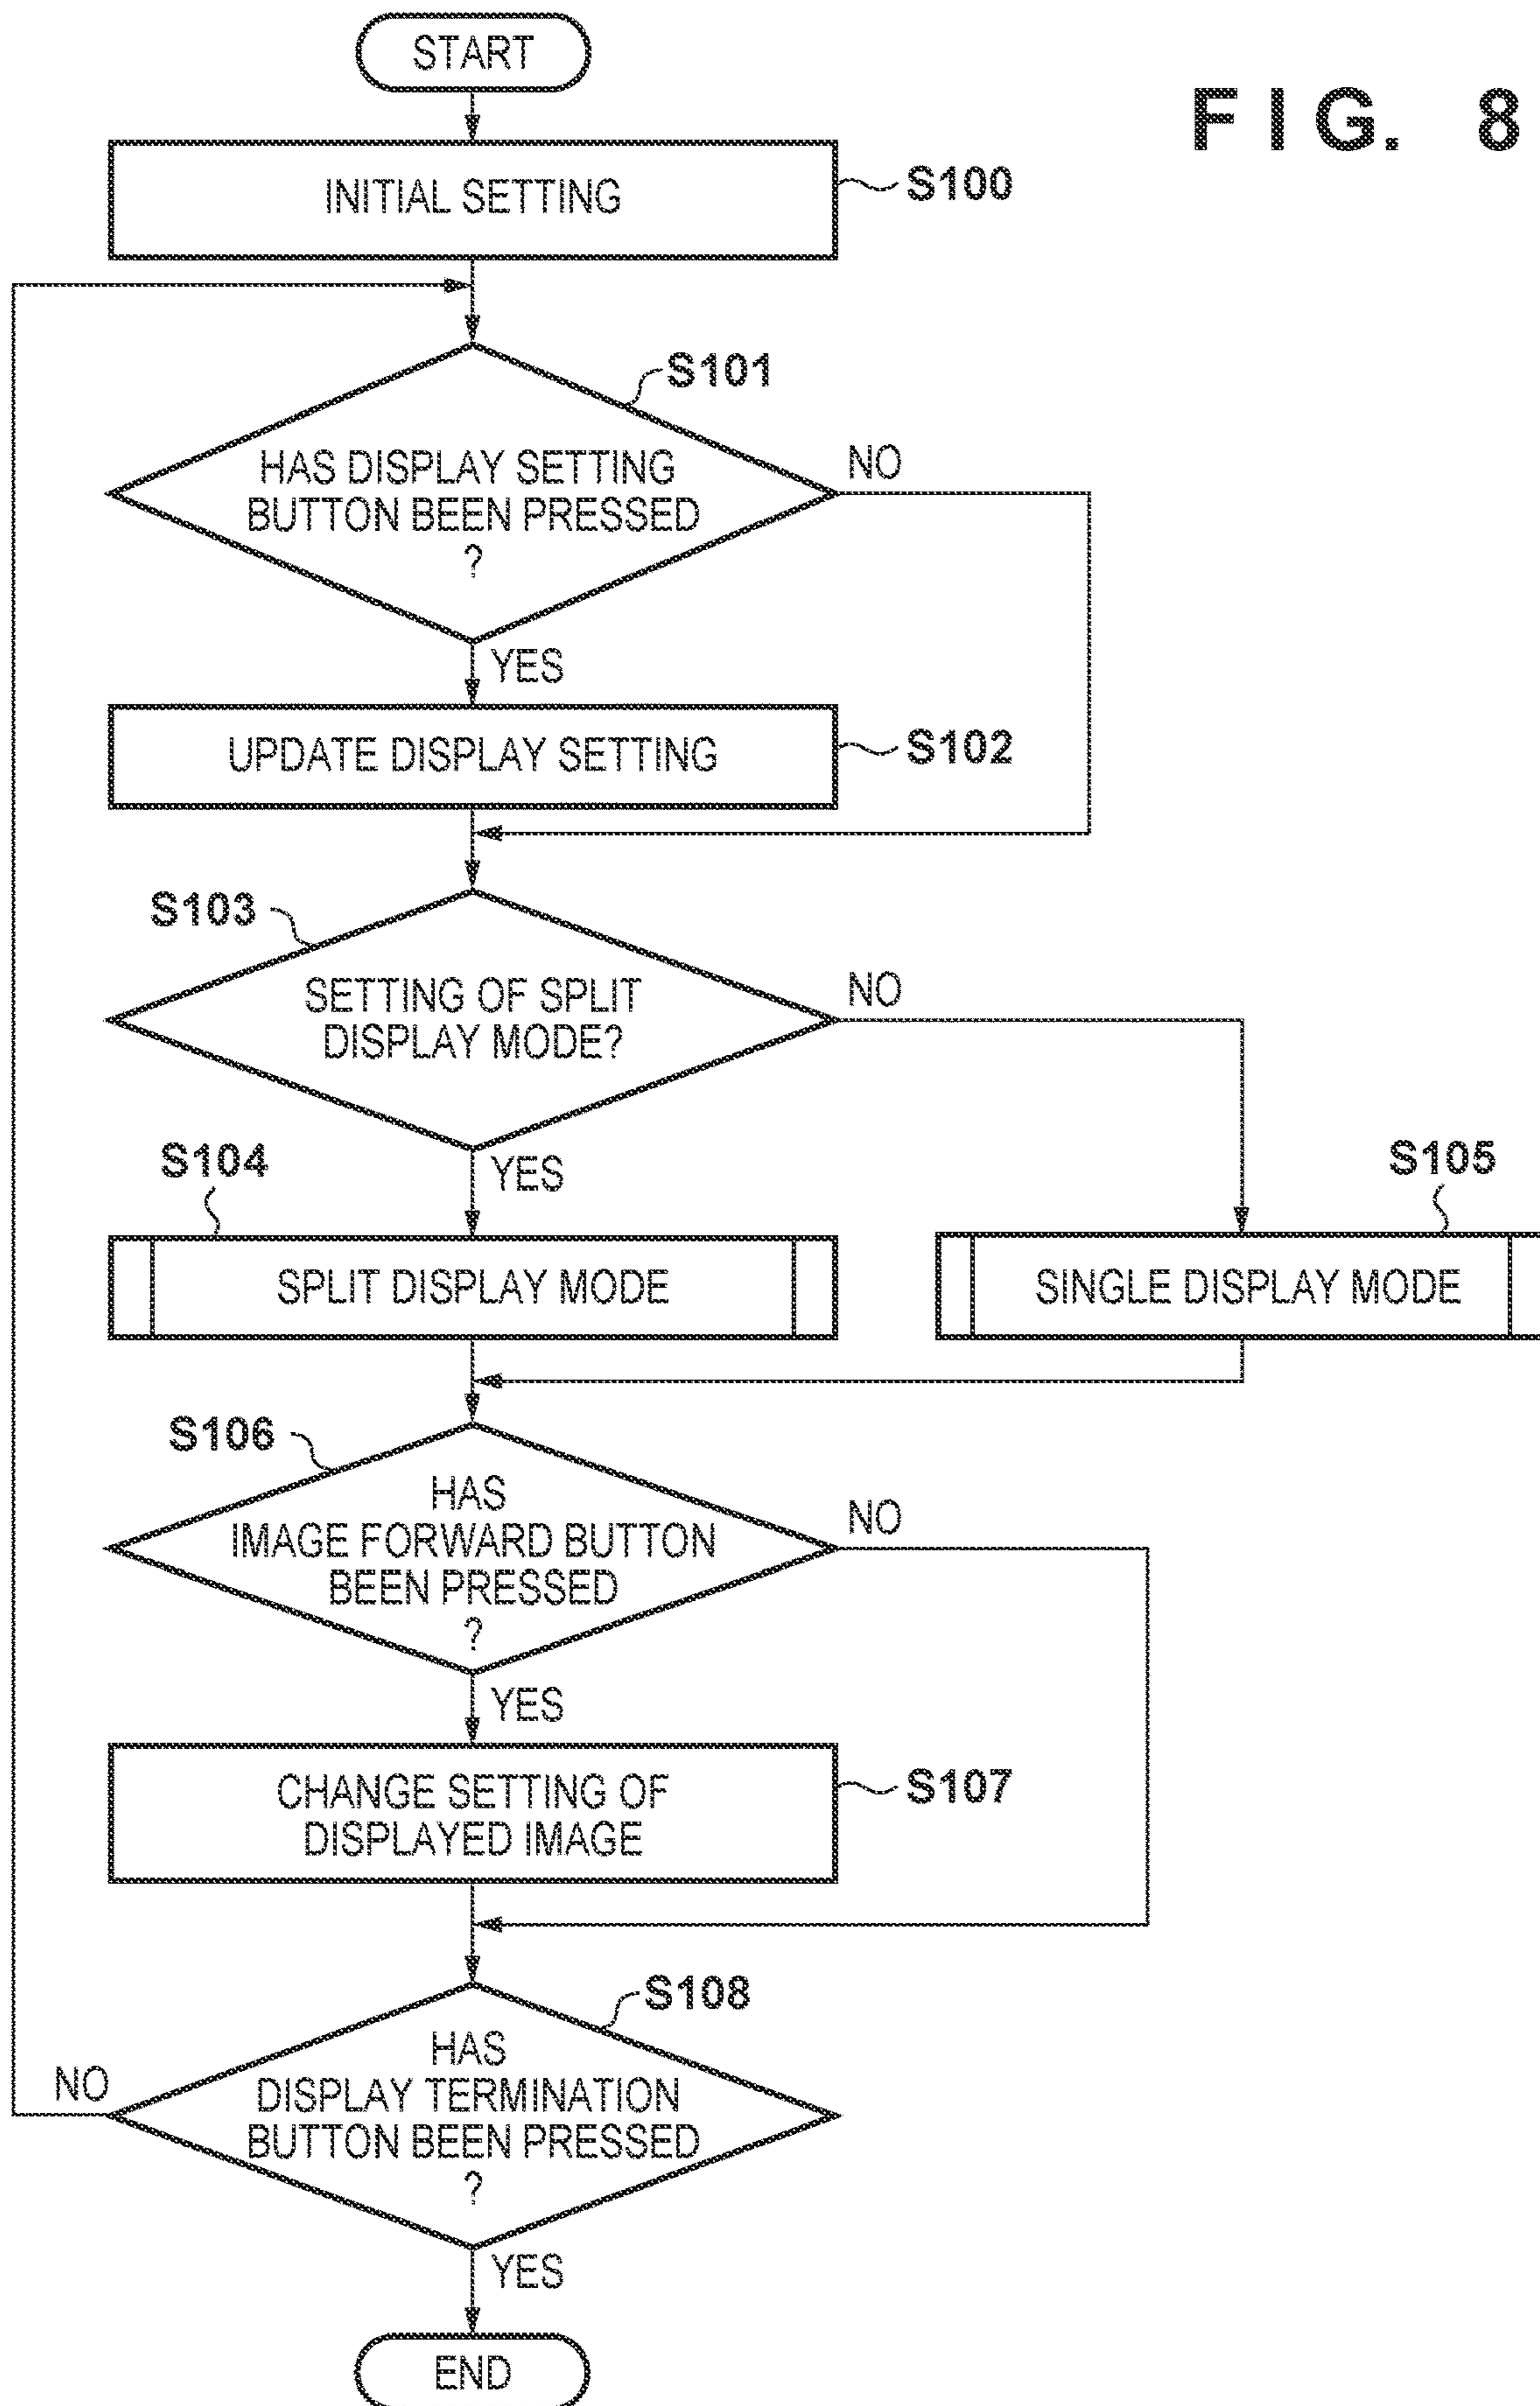 START
FIG. 8
INITIAL SETTING
S100
S101
HAS DISPLAY SETTING
BUTTON BEEN PRESSED
?
NO
YES
UPDATE DISPLAY SETTING
S102
S103
SETTING OF SPLIT
DISPLAY MODE?
NO
YES
S104
SPLIT DISPLAY MODE
S105
SINGLE DISPLAY MODE
S106
HAS
IMAGE FORWARD BUTTON
BEEN PRESSED
?
NO
YES
CHANGE SETTING OF
DISPLAYED IMAGE
S107
S108
HAS
DISPLAY TERMINATION
BUTTON BEEN PRESSED
?
NO
YES
END